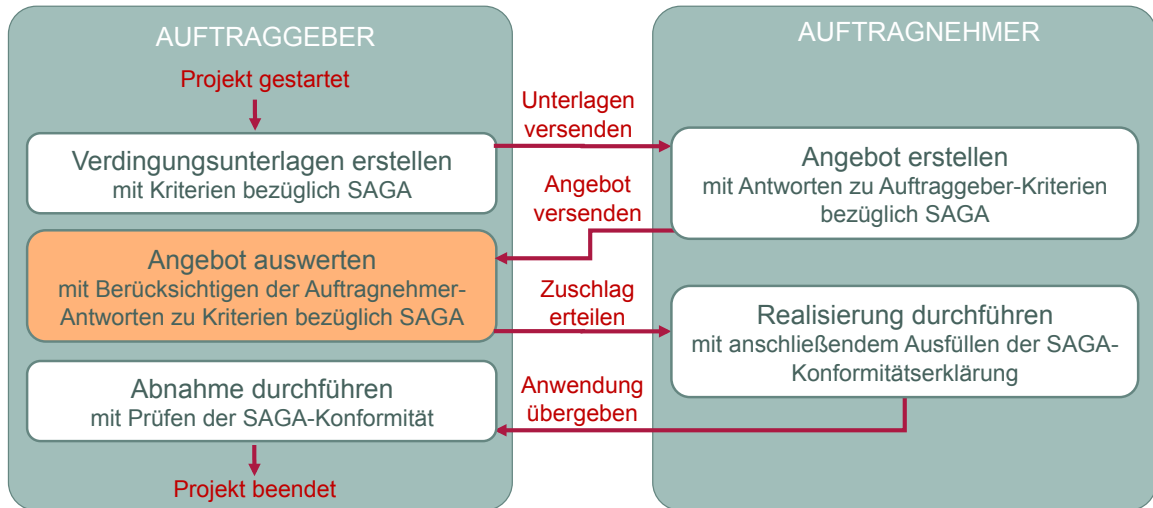 AUFTRAGGEBER
Projekt gestartet
Verdingungsunterlagen erstellen
mit Kriterien bezüglich SAGA
Angebot auswerten
mit Berücksichtigen der Auftragnehmer-
Antworten zu Kriterien bezüglich SAGA
Abnahme durchführen
mit Prüfen der SAGA-Konformität
Projekt beendet
Unterlagen
versenden
Angebot
versenden
Zuschlag
erteilen
Anwendung
übergeben
AUFTRAGNEHMER
Angebot erstellen
mit Antworten zu Auftraggeber-Kriterien
bezüglich SAGA
Realisierung durchführen
mit anschließendem Ausfüllen der SAGA-
Konformitätserklärung